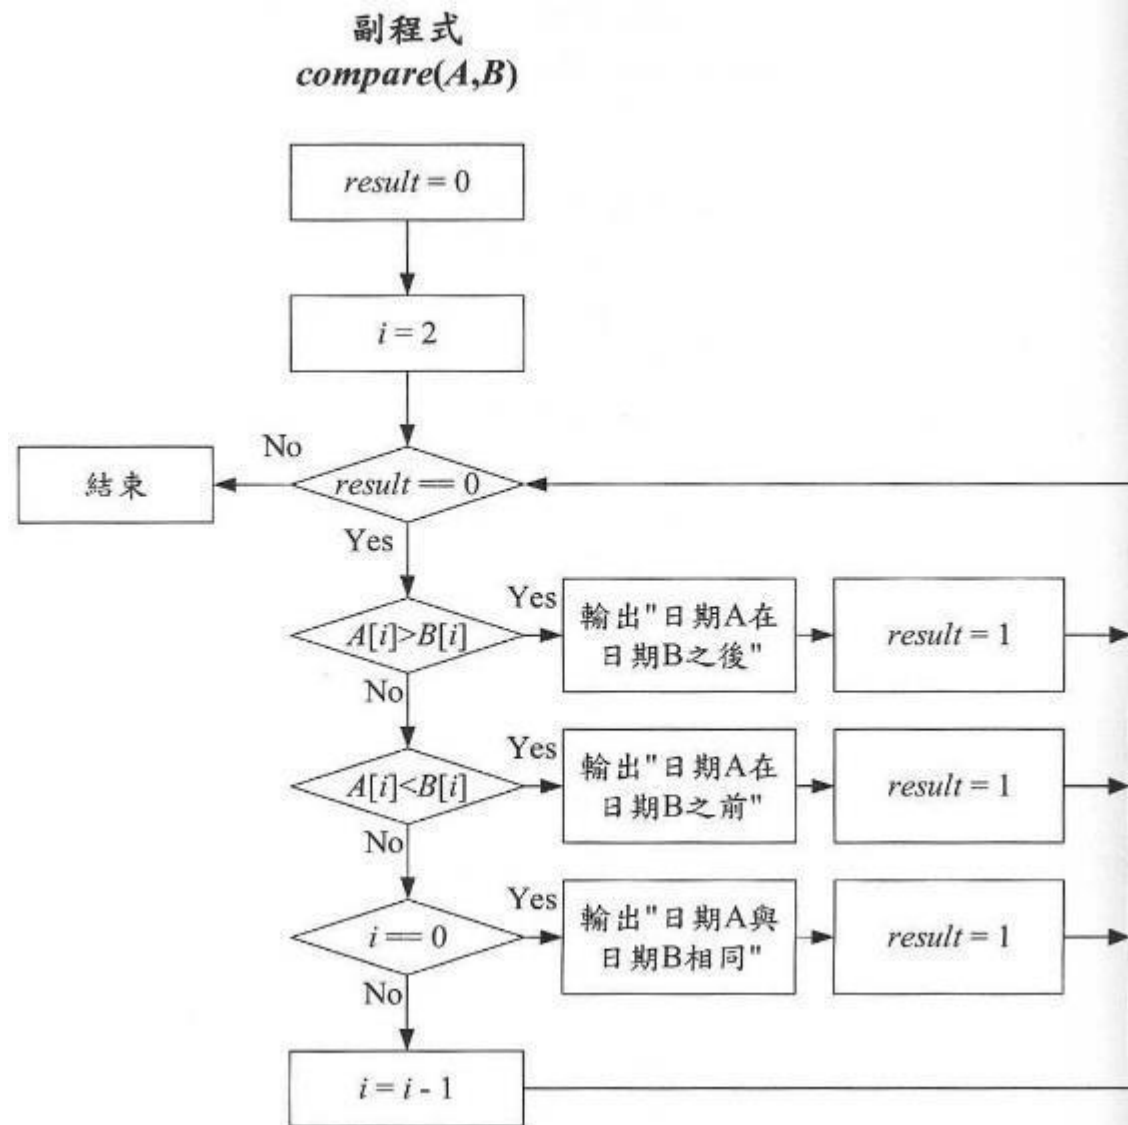 副程式
compare(A,B)
result = 0
i = 2
No
結束
result == 0
Yes
A[i]>B[i]
Yes
輸出"日期A在
日期B之後"
result = 1
No
A[i]<B[i]
Yes
輸出"日期A在
日期B之前"
result = 1
No
i == 0
Yes
輸出"日期A與
日期B相同"
result = 1
No
i = i - 1